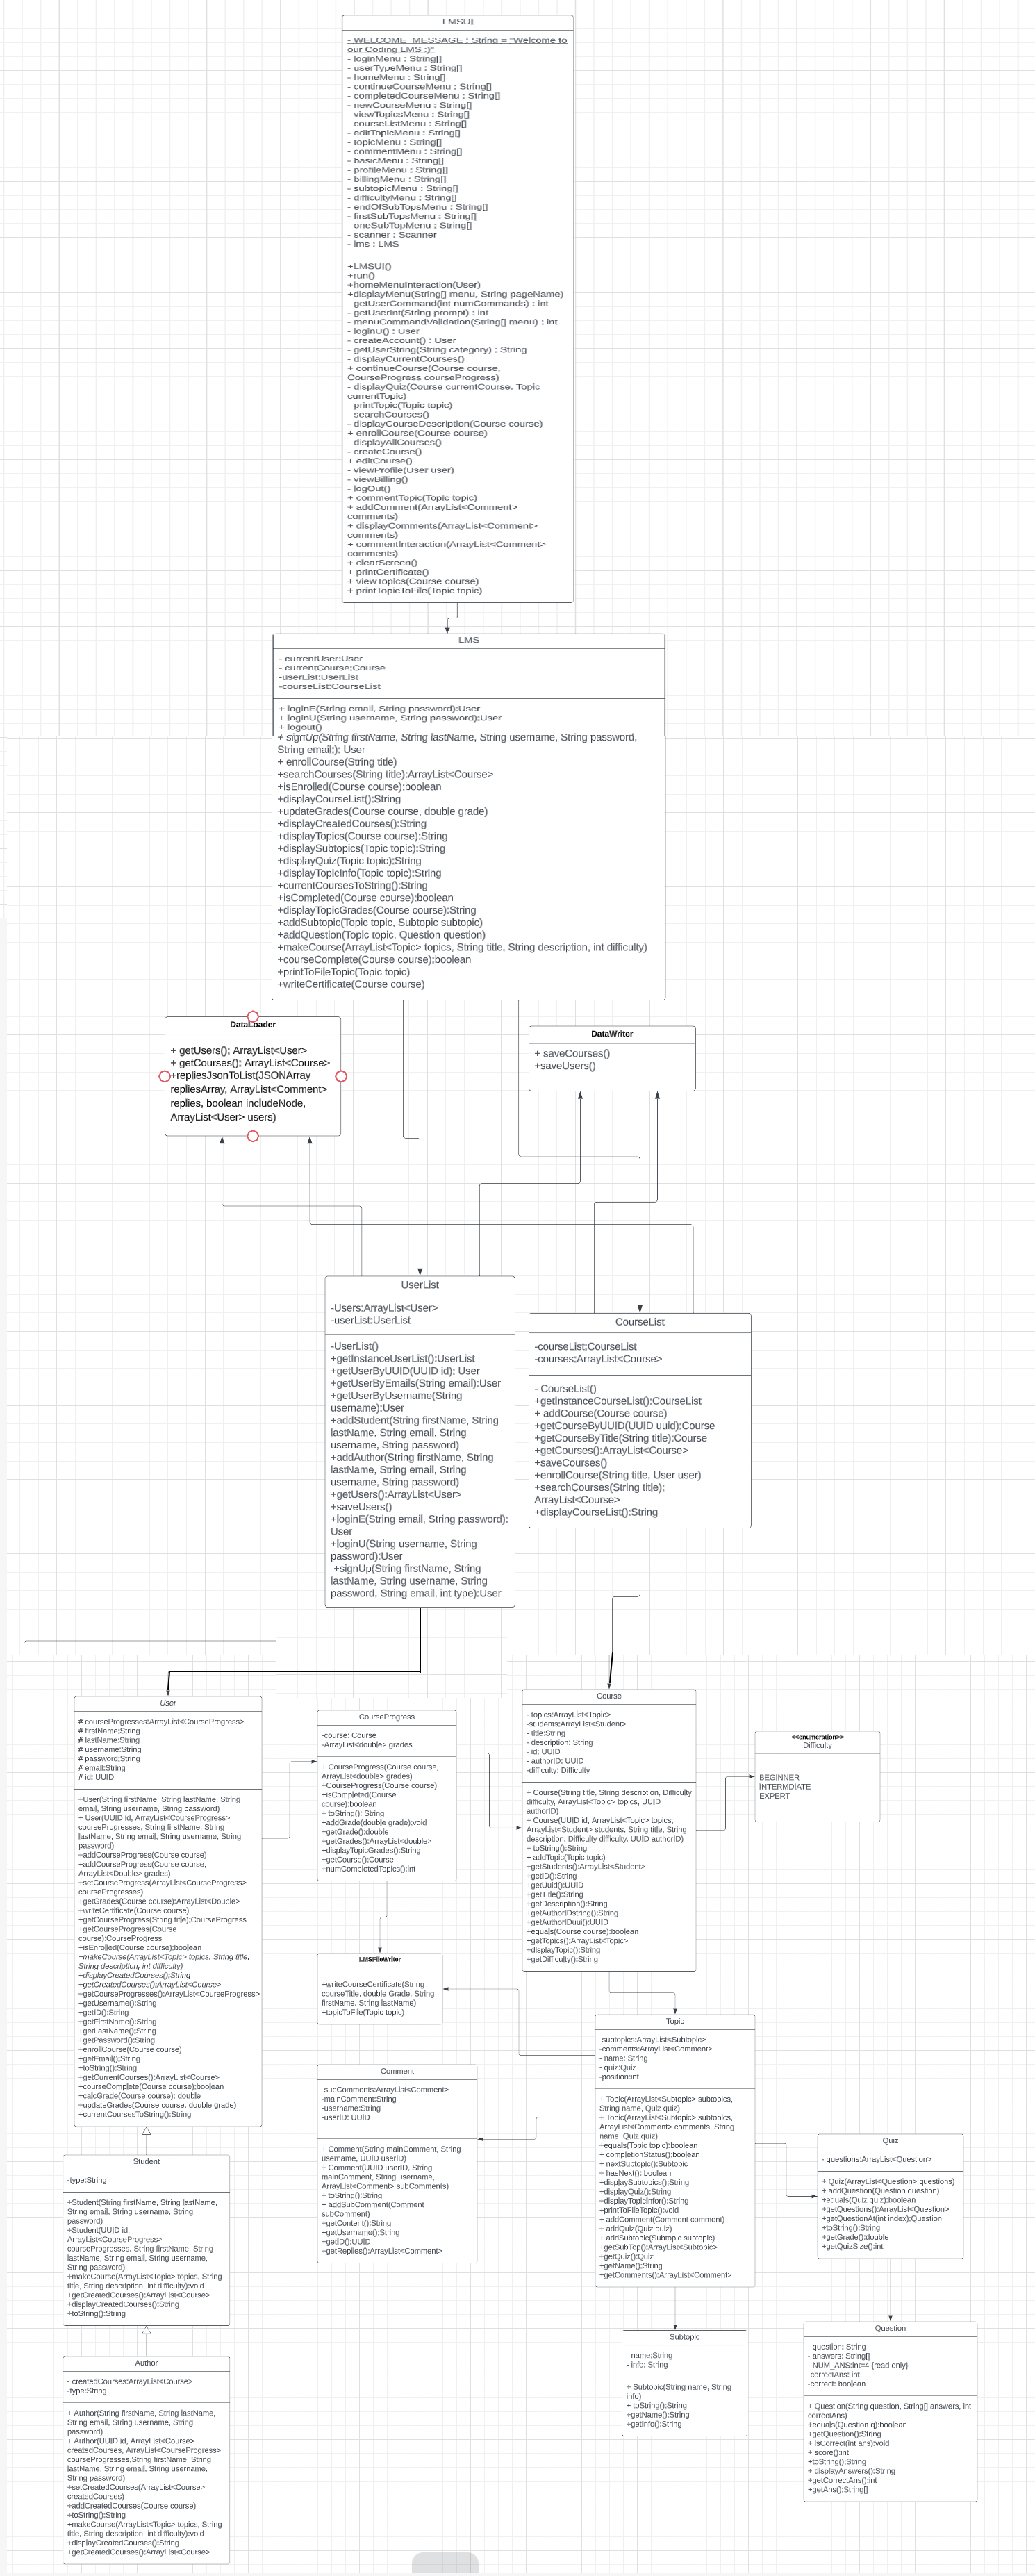 LMSUI
- WELCOME_MESSAGE : String = "Welcome to
our Coding LMS :)"
- loginMenu : String[]
- userTypeMenu : String[]
- homeMenu : String[]
- continueCourseMenu : String[]
- completedCourseMenu : String[]
- newCourseMenu : String[]
- viewTopicsMenu : String[]
- courseListMenu : String[]
- editTopicMenu : String[]
- topicMenu : String[]
- commentMenu : String[]
- basicMenu : String[]
- profileMenu : String[]
- billingMenu : String[]
- subtopicMenu : String[]
- difficultyMenu : String[]
- endOfSubTopsMenu : String[]
- firstSubTopsMenu : String[]
- oneSubTopMenu : String[]
- scanner : Scanner
- lms : LMS
+LMSUI()
+run()
+homeMenuInteraction(User)
+displayMenu(String[] menu, String pageName)
- getUserCommand(int numCommands) : int
- getUserInt(String prompt) : int
- menuCommandValidation(String[] menu) : int
- loginU() : User
- createAccount() : User
- getUserString(String category) : String
- displayCurrentCourses()
+ continueCourse(Course course,
CourseProgress courseProgress)
- displayQuiz(Course currentCourse, Topic
currentTopic)
- printTopic(Topic topic)
- searchCourses()
- displayCourseDescription(Course course)
+ enrollCourse(Course course)
- displayAllCourses()
- createCourse()
+ editCourse()
- viewProfile(User user)
- viewBilling()
- logOut()
+ commentTopic(Topic topic)
+ addComment(ArrayList<Comment>
comments)
+ displayComments(ArrayList<Comment>
comments)
+ commentInteraction(ArrayList<Comment>
comments)
+ clearScreen()
+ printCertificate()
+ viewTopics(Course course)
+ printTopicToFile(Topic topic)
LMS
- currentUser:User
- currentCourse:Course
-userList:UserList
-courseList:CourseList
+ loginE(String email, String password):User
+ loginU(String username, String password):User
+ logout()
+ signUp(String firstName, String lastName, String username, String password,
String email;); User
+ enrollCourse(String title)
+searchCourses(String title):ArrayList<Course>
+isEnrolled(Course course):boolean
+displayCourseList():String
+updateGrades(Course course, double grade)
+displayCreatedCourses():String
+displayTopics(Course course):String
+displaySubtopics(Topic topic):String
+displayQuiz(Topic topic):String
+displayTopicInfo(Topic topic):String
+currentCoursesToString():String
+isCompleted(Course course):boolean
+displayTopicGrades(Course course):String
+addSubtopic(Topic topic, Subtopic subtopic)
+addQuestion(Topic topic, Question question)
+makeCourse(ArrayList<Topic> topics, String title, String description, int difficulty)
+courseComplete(Course course):boolean
+printToFileTopic(Topic topic)
+writeCertificate(Course course)
DataLoader
+ getUsers(): ArrayList<User>
+ getCourses(): ArrayList<Course>
+repliesJsonToList(JSONArray
repliesArray, ArrayList<Comment>
replies, boolean includeNode,
ArrayList<User> users)
DataWriter
+ saveCourses()
+saveUsers()
UserList
-Users:ArrayList<User>
-userList:UserList
-UserList()
+getInstanceUserList():UserList
+getUserByUUID(UUID id): User
+getUserByEmails(String email):User
+getUserByUsername(String
username):User
+addStudent(String firstName, String
lastName, String email, String
username, String password)
+addAuthor(String firstName, String
lastName, String email, String
username, String password)
+getUsers():ArrayList<User>
+saveUsers()
+loginE(String email, String password):
User
+loginU(String username, String
password):User
+signUp(String firstName, String
lastName, String username, String
password, String email, int type):User
CourseList
-courseList:CourseList
-courses:ArrayList<Course>
- CourseList()
+getInstanceCourseList():CourseList
+ addCourse(Course course)
+getCourseByUUID(UUID uuid):Course
+getCourseByTitle(String title):Course
+getCourses():ArrayList<Course>
+saveCourses()
+enrollCourse(String title, User user)
+searchCourses(String title):
ArrayList<Course>
+displayCourseList():String
User
# courseProgresses:ArrayList<CourseProgress>
# firstName:String
# lastName:String
# username:String
# password:String
# email:String
# id: UUID
+User(String firstName, String lastName, String
email, String username, String password)
+ User(UUID id, ArrayList<CourseProgress>
courseProgresses, String firstName, String
lastName, String email, String username, String
password)
+addCourseProgress(Course course)
+addCourseProgress(Course course,
ArrayList<Double> grades)
+setCourseProgress(ArrayList<CourseProgress>
courseProgresses)
+getGrades(Course course):ArrayList<Double>
+writeCertificate(Course course)
+getCourseProgress(String title):CourseProgress
+getCourseProgress(Course
course):CourseProgress
+isEnrolled(Course course):boolean
+makeCourse(ArrayList<Topic> topics, String title,
String description, int difficulty)
+displayCreatedCourses():String
+getCreatedCourses():ArrayList<Course>
+getCourseProgresses():ArrayList<CourseProgress>
+getUsername():String
+getID():String
+getFirstName():String
+getLastName():String
+getPassword():String
+enrollCourse(Course course)
+getEmail():String
+toString():String
+getCurrentCourses():ArrayList<Course>
+courseComplete(Course course):boolean
+calcGrade(Course course): double
+updateGrades(Course course, double grade)
+currentCoursesToString():String
CourseProgress
-course: Course
-ArrayList<double> grades
+ CourseProgress(Course course,
ArrayList<double> grades)
+CourseProgress(Course course)
+isCompleted(Course
course):boolean
+ toString(): String
+addGrade(double grade):void
+getGrade():double
+getGrades():ArrayList<double>
+displayTopicGrades():String
+getCourse():Course
+numCompletedTopics():int
Course
- topics:ArrayList<Topic>
-students:ArrayList<Student>
- title:String
- description: String
- id: UUID
- authorID: UUID
-difficulty: Difficulty
+ Course(String title, String description, Difficulty
difficulty, ArrayList<Topic> topics, UUID
authorID)
+ Course(UUID id, ArrayList<Topic> topics,
ArrayList<Student> students, String title, String
description, Difficulty difficulty, UUID authorID)
+ toString():String
+ addTopic(Topic topic)
+getStudents():ArrayList<Student>
+getID():String
+getUuid():UUID
+getTitle():String
+getDescription():String
+getAuthorIDstring():String
+getAuthorIDuui():UUID
+equals(Course course):boolean
+getTopics():ArrayList<Topic>
+displayTopic():String
+getDifficulty():String
<<enumeration>>
Difficulty
BEGINNER
INTERMDIATE
EXPERT
LMSFileWriter
+writeCourseCertificate(String
courseTitle, double Grade, String
firstName, String lastName)
+topicToFile(Topic topic)
Topic
-subtopics:ArrayList<Subtopic>
-comments:ArrayList<Comment>
- name: String
- quiz:Quiz
-position:int
+ Topic(ArrayList<Subtopic> subtopics,
String name, Quiz quiz)
+ Topic(ArrayList<Subtopic> subtopics,
ArrayList<Comment> comments, String
name, Quiz quiz)
+equals(Topic topic):boolean
+ completionStatus():boolean
+ nextSubtopic():Subtopic
+ hasNext(): boolean
+displaySubtopics():String
+displayQuiz():String
+displayTopicInfor():String
+printToFileTopic():void
+ addComment(Comment comment)
+ addQuiz(Quiz quiz)
+ addSubtopic(Subtopic subtopic)
+getSubTop():ArrayList<Subtopic>
+getQuiz():Quiz
+getName():String
+getComments():ArrayList<Comment>
Comment
-subComments:ArrayList<Comment>
-mainComment:String
-username:String
-userID: UUID
+ Comment(String mainComment, String
username, UUID userID)
+ Comment(UUID userID, String
mainComment, String username,
ArrayList<Comment> subComments)
+ toString():String
+ addSubComment(Comment
subComment)
+getContent():String
+getUsername():String
+getID():UUID
+getReplies():ArrayList<Comment>
Quiz
- questions:ArrayList<Question>
+ Quiz(ArrayList<Question> questions)
+ addQuestion(Question question)
+equals(Quiz quiz):boolean
+getQuestions():ArrayList<Question>
+getQuestionAt(int index):Question
+toString():String
+getGrade():double
+getQuizSize():int
Student
-type:String
+Student(String firstName, String lastName,
String email, String username, String
password)
+Student(UUID id,
ArrayList<CourseProgress>
courseProgresses, String firstName, String
lastName, String email, String username,
String password)
+makeCourse(ArrayList<Topic> topics, String
title, String description, int difficulty):void
+getCreatedCourses():ArrayList<Course>
+displayCreatedCourses():String
+toString():String
Subtopic
- name:String
- info: String
+ Subtopic(String name, String
info)
+ toString():String
+getName():String
+getInfo():String
Question
- question: String
- answers: String[]
- NUM_ANS:int=4 {read only}
-correctAns: int
-correct: boolean
+ Question(String question, String[] answers, int
correctAns)
+equals(Question q):boolean
+getQuestion():String
+ isCorrect(int ans):void
+ score():int
+toString():String
+ displayAnswers():String
+getCorrectAns():int
+getAns():String[]
Author
- createdCourses:ArrayList<Course>
-type:String
+ Author(String firstName, String lastName,
String email, String username, String
password)
+ Author(UUID id, ArrayList<Course>
createdCourses, ArrayList<CourseProgress>
courseProgresses,String firstName, String
lastName, String email, String username,
String password)
+setCreatedCourses(ArrayList<Course>
createdCourses)
+addCreatedCourses(Course course)
+toString():String
+makeCourse(ArrayList<Topic> topics, String
title, String description, int difficulty):void
+displayCreatedCourses():String
+getCreatedCourses():ArrayList<Course>